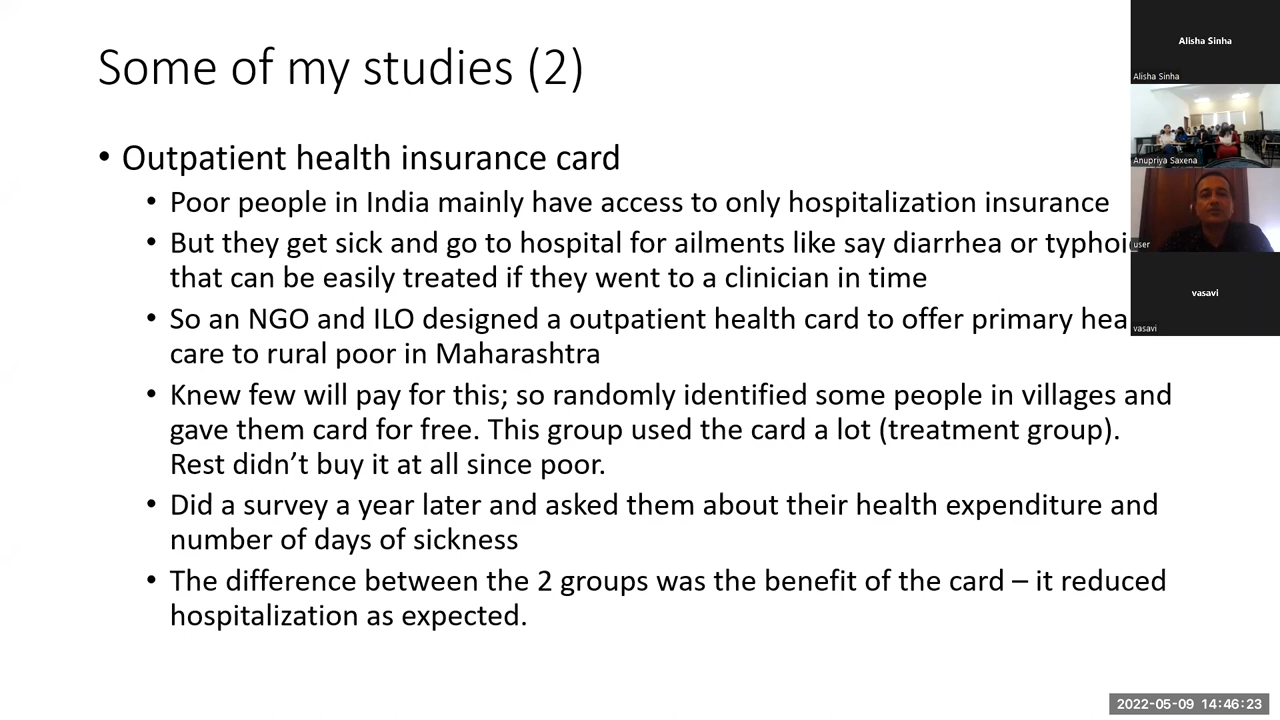 Some of my studies (2)
• Outpatient health insurance card
• Poor people in India mainly have access to only hospitalization insurance
• But they get sick and go to hospital for ailments like say diarrhea or
that can be easily treated if they went to a clinician in time
• So an NGO and ILO designed a outpatient health card to offer primary
care to rural poor in Maharashtra
• Knew few will pay for this; so randomly identified some people in villages and
gave them card for free. This group used the card a lot (treatment group).
Rest didn’t buy it at all since poor.
• Did a survey a year later and asked them about their health expenditure and
number of days of sickness
• The difference between the 2 groups was the benefit of the card – it reduced
hospitalization as expected.
Alisha Sinha
Alisha Sinha
Anupriya Saxena
user
vasavi
vasavi
2022-05-09 14:46:23